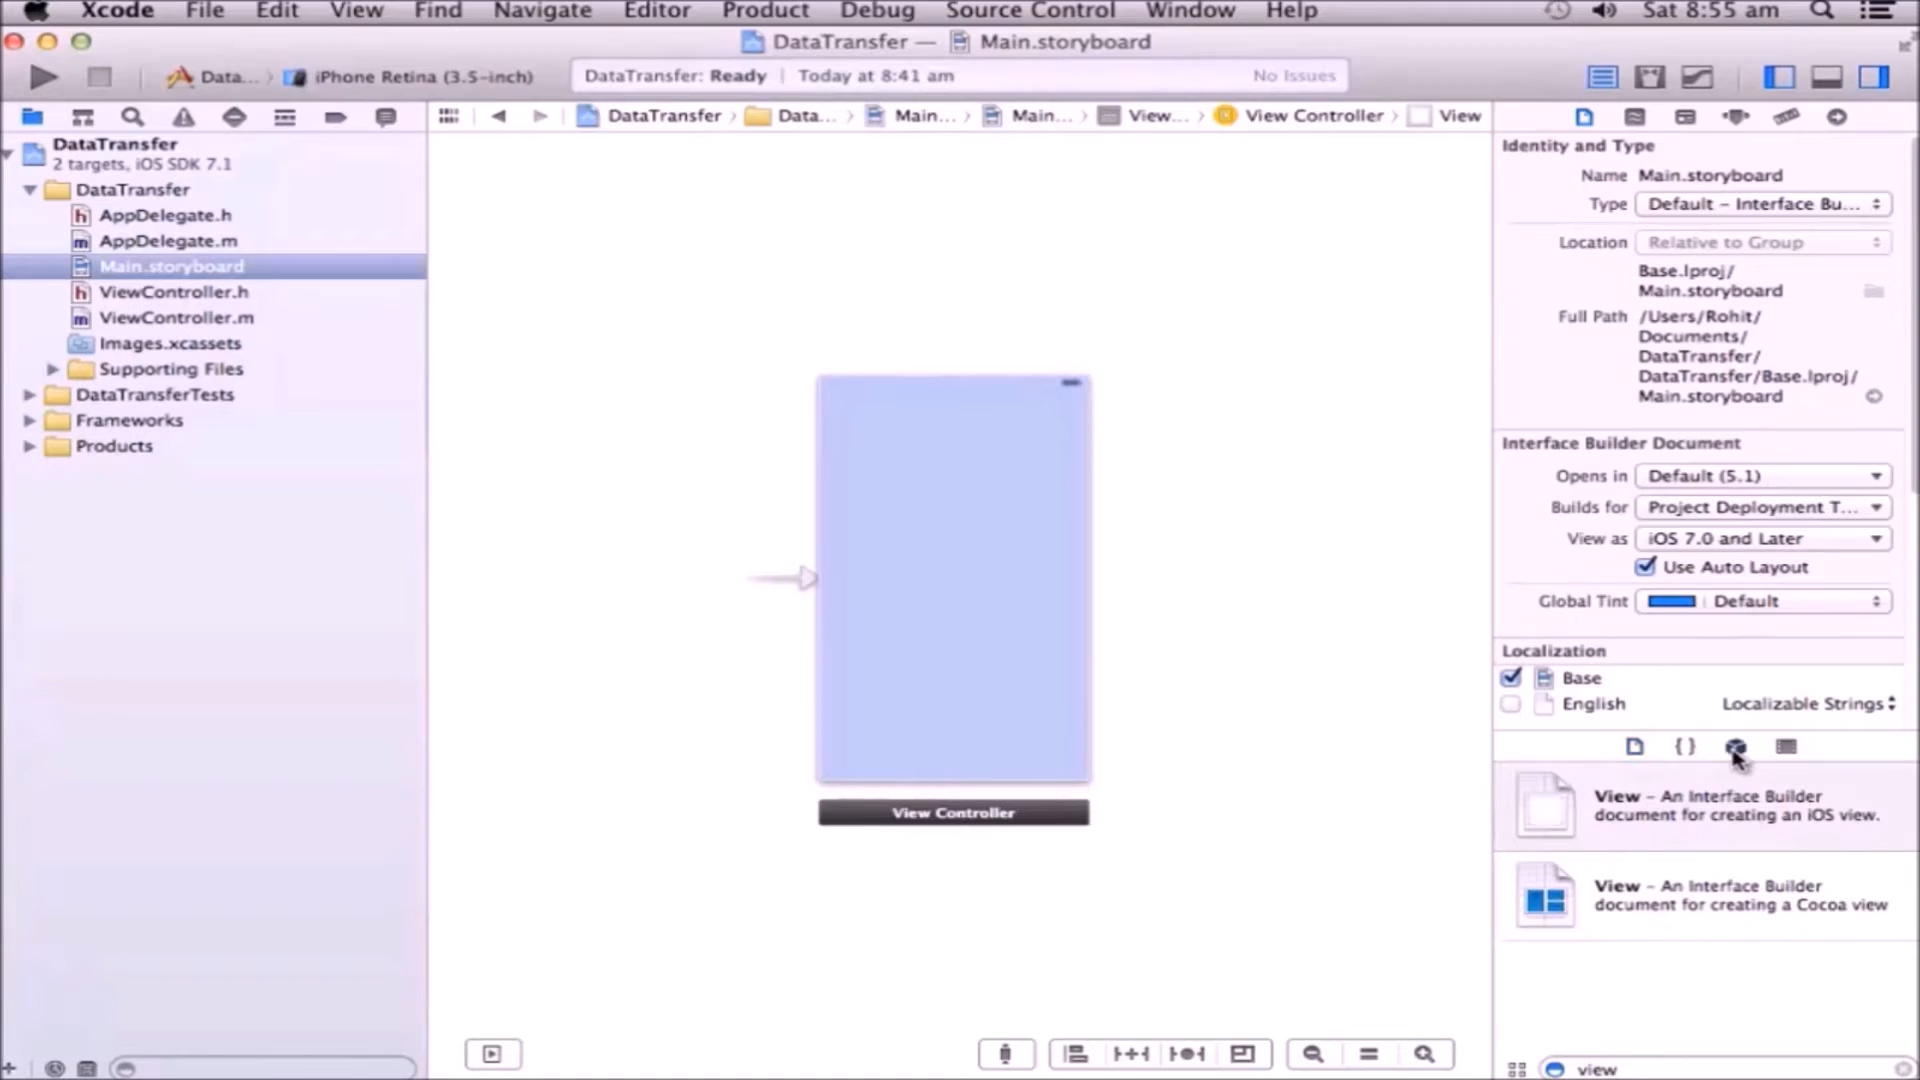 Xcode File Edit View Find Navigate Editor Product Debug Source Control Window Help Sat 8:55 am
DataTransfer — Main.storyboard
Data... iPhone Retina (3.5-inch) DataTransfer: Ready Today at 8:41 am No Issues
DataTransfer Data... Main... Main... View... View Controller View
DataTransfer
2 targets, iOS SDK 7.1
DataTransfer
AppDelegate.h
AppDelegate.m
Main.storyboard
ViewController.h
ViewController.m
Images.xcassets
Supporting Files
DataTransferTests
Frameworks
Products
View Controller
Identity and Type
Name Main.storyboard
Type Default - Interface Bu...
Location Relative to Group
Base.lproj/
Main.storyboard
Full Path /Users/Rohit/
Documents/
DataTransfer/
DataTransfer/Base.lproj/
Main.storyboard
Interface Builder Document
Opens in Default (5.1)
Builds for Project Deployment T...
View as iOS 7.0 and Later
Use Auto Layout
Global Tint Default
Localization
Base
English Localizable Strings
{ }
View - An Interface Builder
document for creating an iOS view.
View - An Interface Builder
document for creating a Cocoa view
view